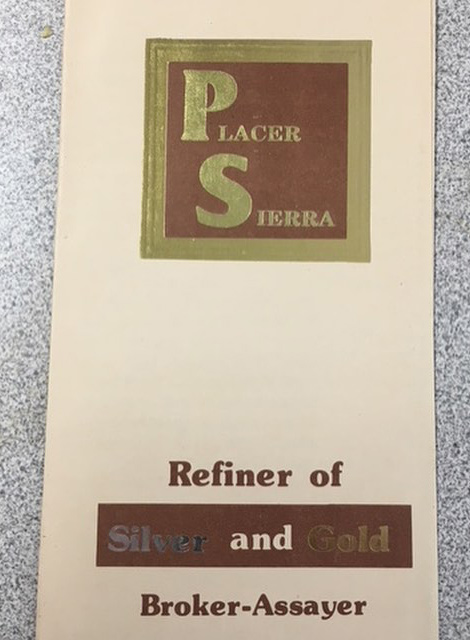 PLACER
SIERRA
Refiner of
Silver and Gold
Broker-Assayer